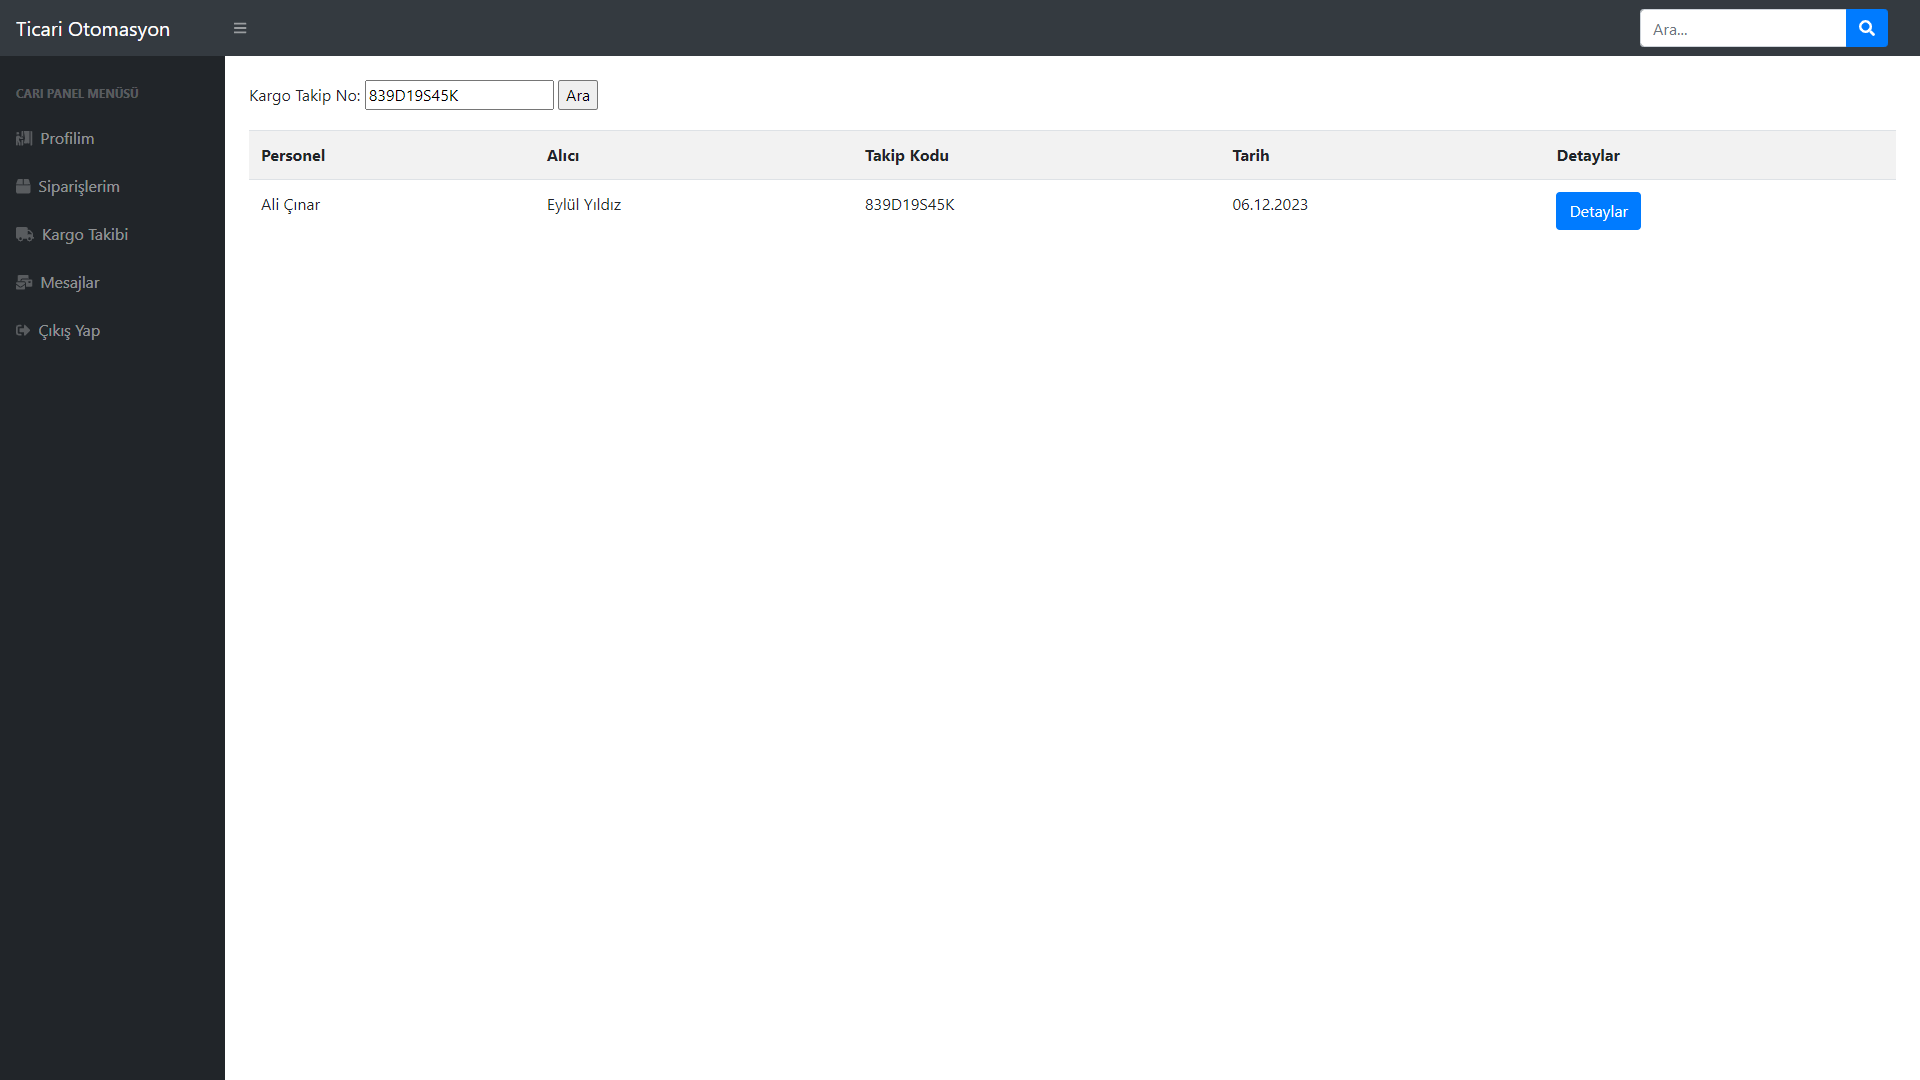 Ticari Otomasyon
Ara...
CARI PANEL MENÜSÜ
Profilim
Siparişlerim
Kargo Takibi
Mesajlar
Çıkış Yap
Kargo Takip No: 839D19S45K Ara
Personel Alıcı Takip Kodu Tarih Detaylar
Ali Çınar Eylül Yıldız 839D19S45K 06.12.2023 Detaylar